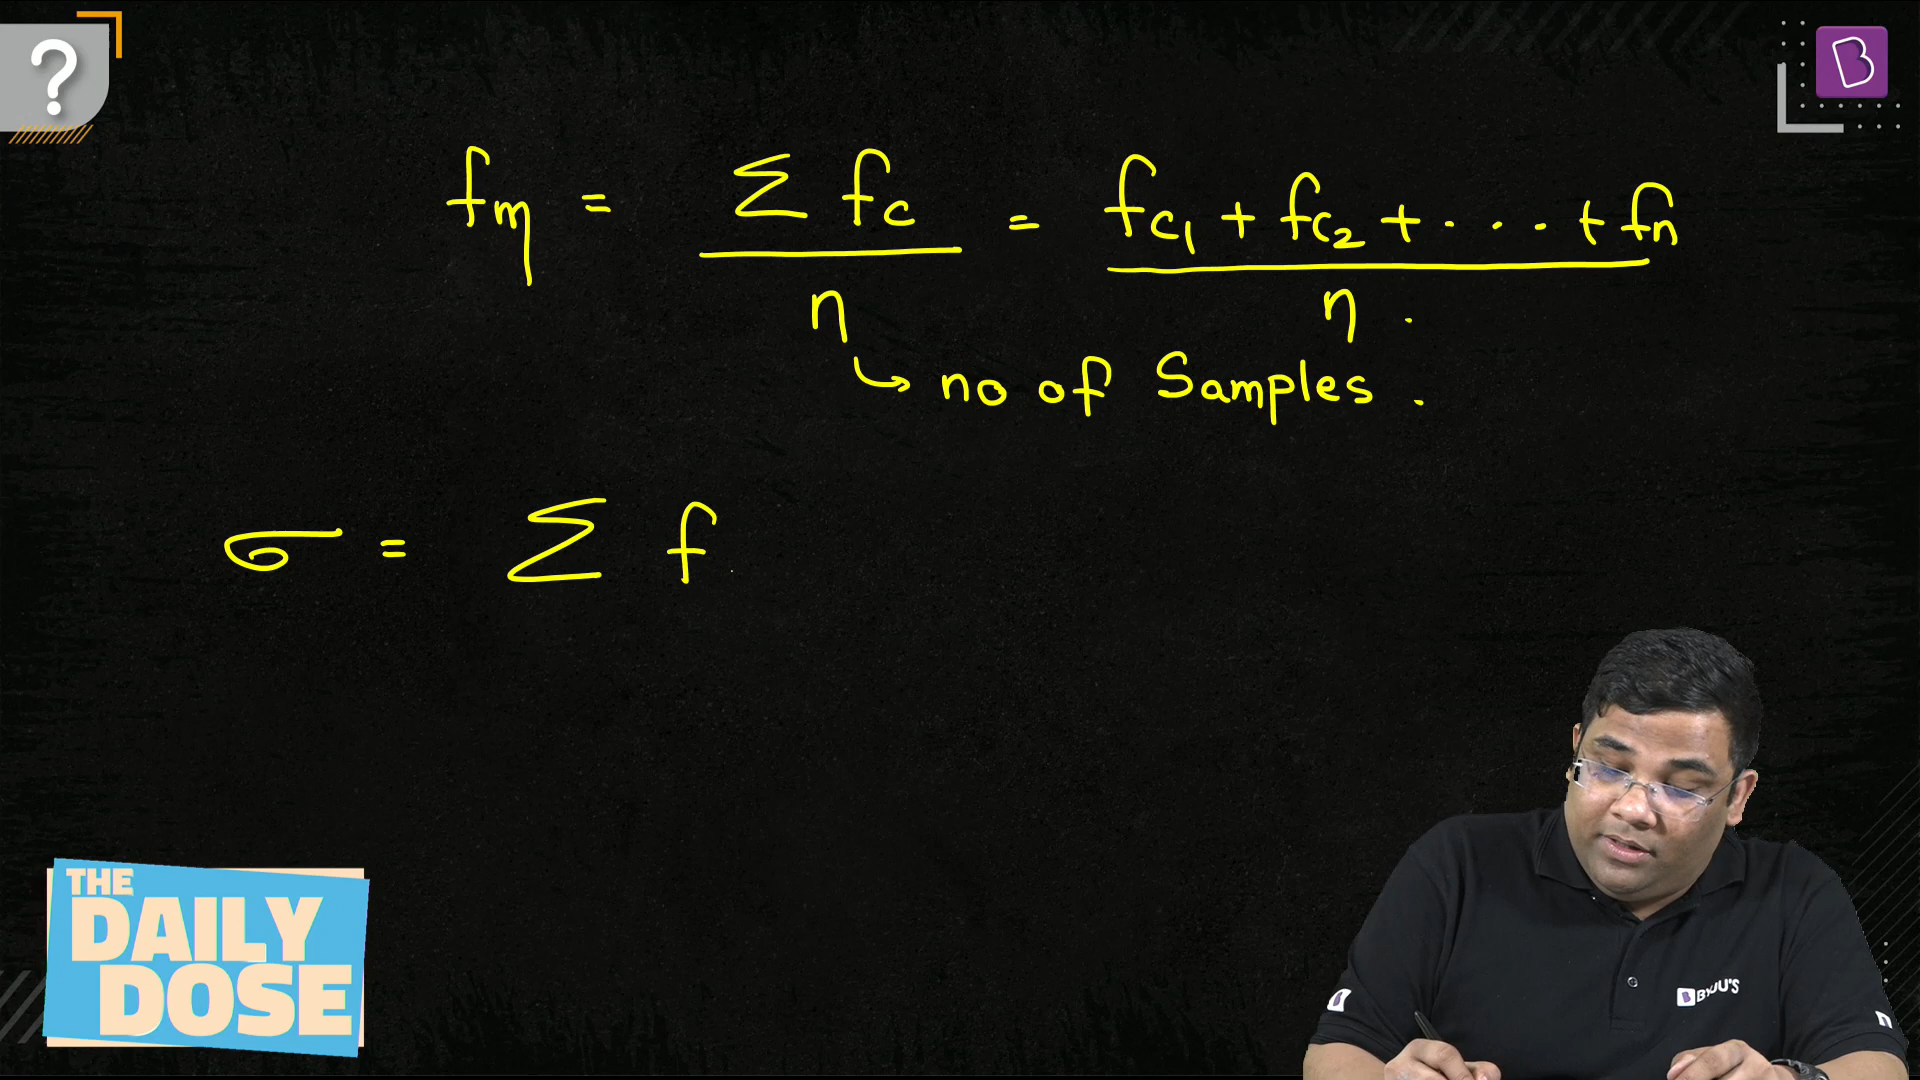 ?
B
fm = Σ fc / n = fc1 + fc2 + . . . + fn / n .
↳ no of Samples .
σ = Σ f
THE
DAILY
DOSE
BYJU'S